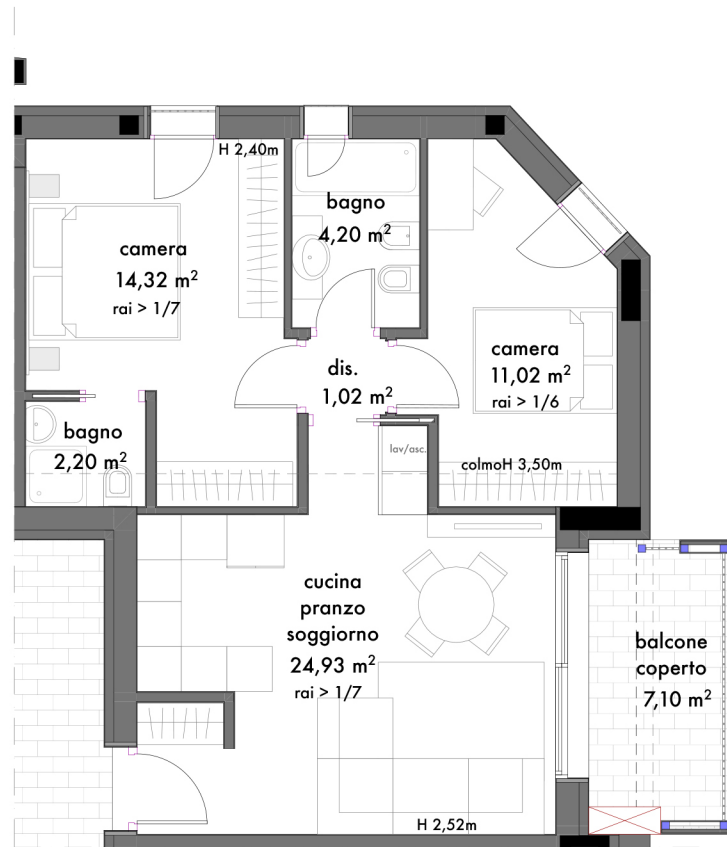 H 2,40m
bagno
4,20 m²
camera
14,32 m²
rai > 1/7
camera
11,02 m²
rai > 1/6
dis.
1,02 m²
bagno
2,20 m²
lav/asc.
colmoH 3,50m
cucina
pranzo
soggiorno
24,93 m²
rai > 1/7
balcone
coperto
7,10 m²
H 2,52m